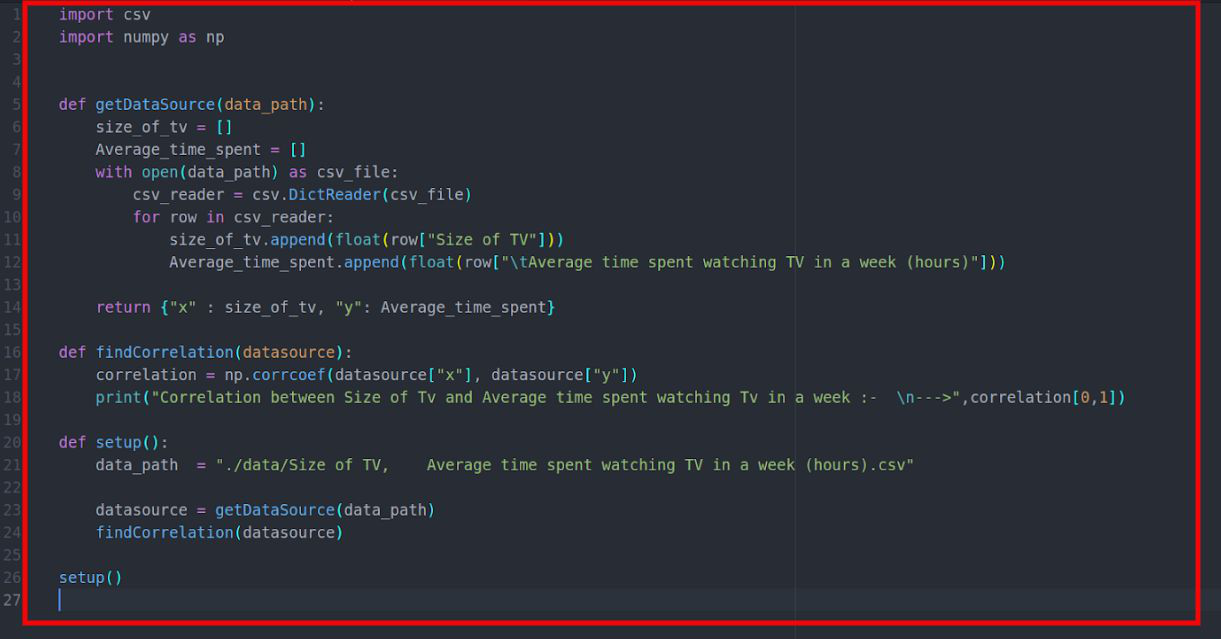 1 import csv
2 import numpy as np
3
4
5 def getDataSource(data_path):
6     size_of_tv = []
7     Average_time_spent = []
8     with open(data_path) as csv_file:
9         csv_reader = csv.DictReader(csv_file)
10         for row in csv_reader:
11             size_of_tv.append(float(row["Size of TV"]))
12             Average_time_spent.append(float(row["\tAverage time spent watching TV in a week (hours)"]))
13
14     return {"x" : size_of_tv, "y": Average_time_spent}
15
16 def findCorrelation(datasource):
17     correlation = np.corrcoef(datasource["x"], datasource["y"])
18     print("Correlation between Size of Tv and Average time spent watching Tv in a week :-  \n--->",correlation[0,1])
19
20 def setup():
21     data_path  = "./data/Size of TV,    Average time spent watching TV in a week (hours).csv"
22
23     datasource = getDataSource(data_path)
24     findCorrelation(datasource)
25
26 setup()
27